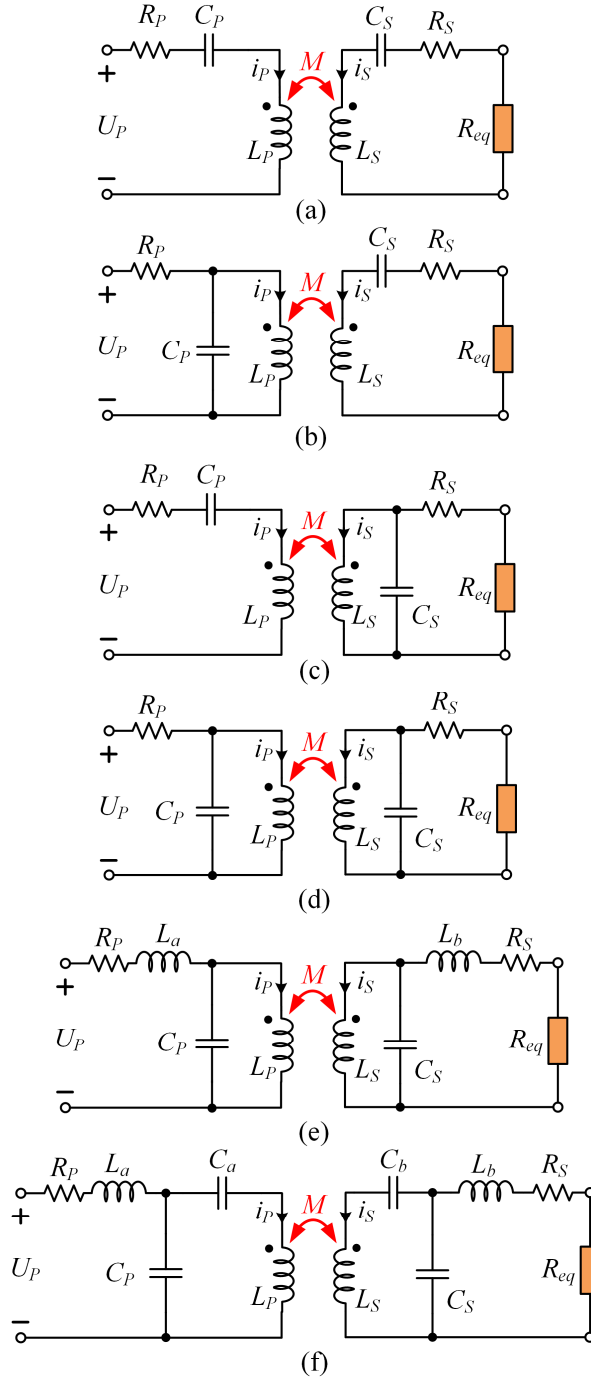 R_P C_P C_S R_S
+ i_P M i_S
U_P L_P L_S R_eq
−
(a)
R_P C_S R_S
+ i_P M i_S
U_P C_P L_P L_S R_eq
−
(b)
R_P C_P R_S
+ i_P M i_S
U_P L_P L_S C_S R_eq
−
(c)
R_P R_S
+ i_P M i_S
U_P C_P L_P L_S C_S R_eq
−
(d)
R_P L_a L_b R_S
+ i_P M i_S
U_P C_P L_P L_S C_S R_eq
−
(e)
R_P L_a C_a C_b L_b R_S
+ i_P M i_S
U_P C_P L_P L_S C_S R_eq
−
(f)